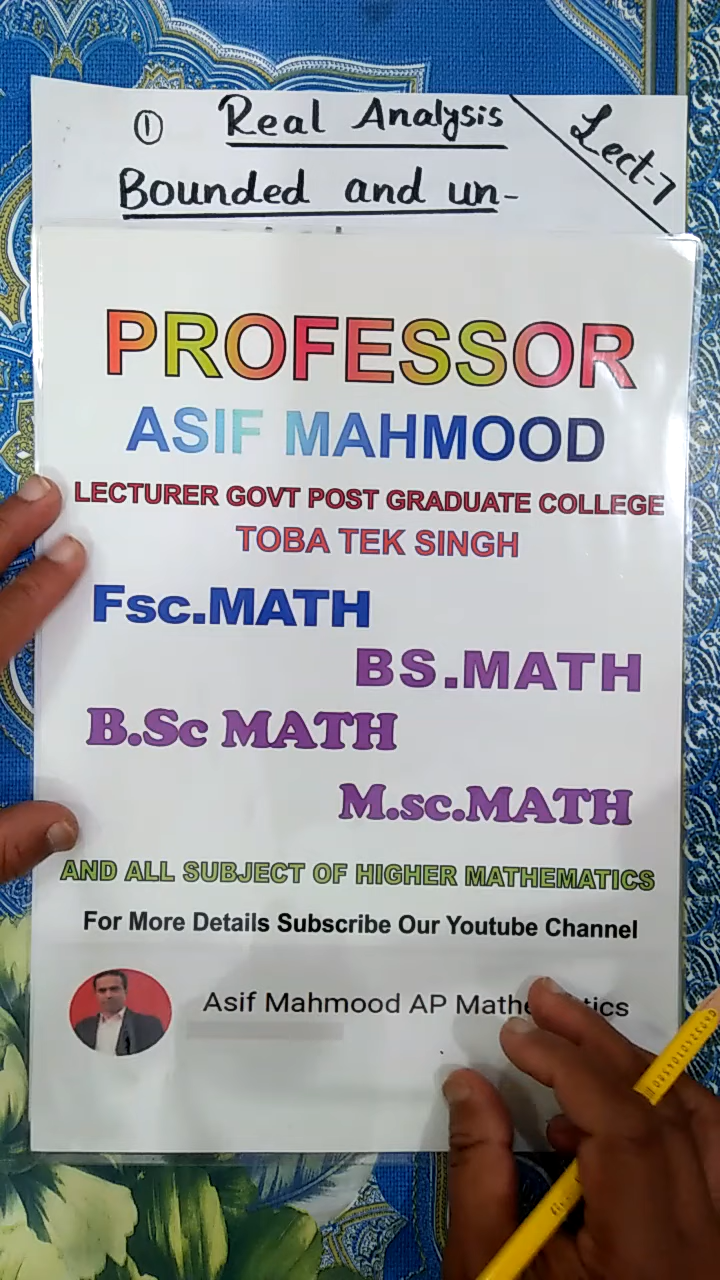 ① Real Analysis
Lect-7
Bounded and un-
PROFESSOR
ASIF MAHMOOD
LECTURER GOVT POST GRADUATE COLLEGE
TOBA TEK SINGH
Fsc.MATH
BS.MATH
B.Sc MATH
M.sc.MATH
AND ALL SUBJECT OF HIGHER MATHEMATICS
For More Details Subscribe Our Youtube Channel
Asif Mahmood AP Mathematics